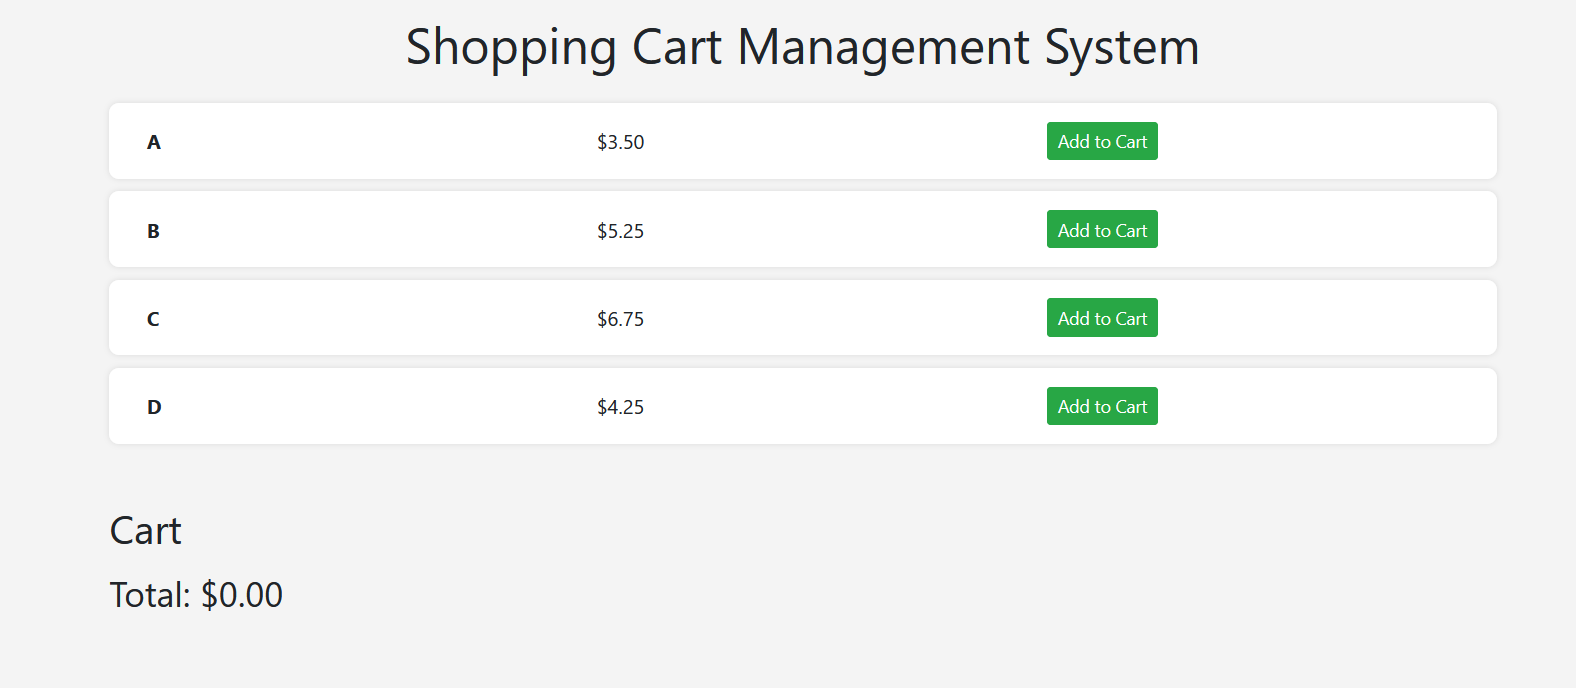 Shopping Cart Management System
A $3.50 Add to Cart
B $5.25 Add to Cart
C $6.75 Add to Cart
D $4.25 Add to Cart
Cart
Total: $0.00